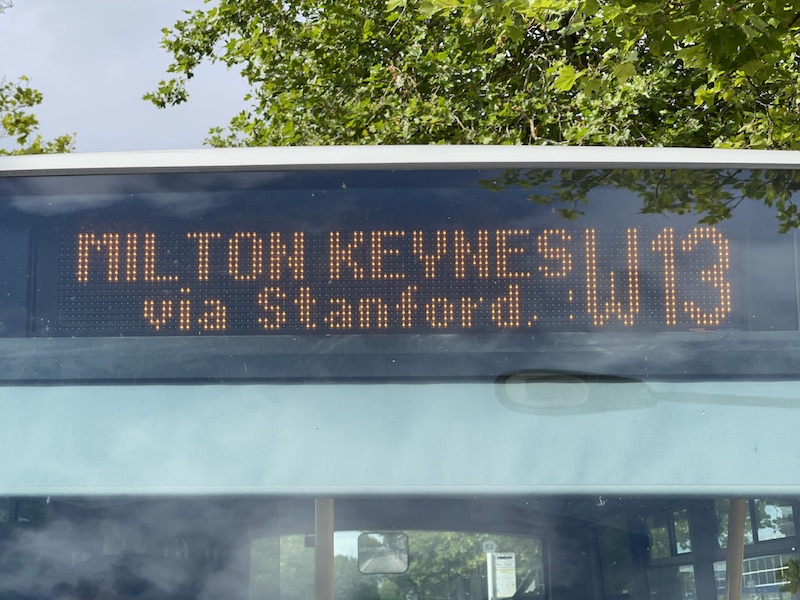 MILTON KEYNES W13
via Stanford.